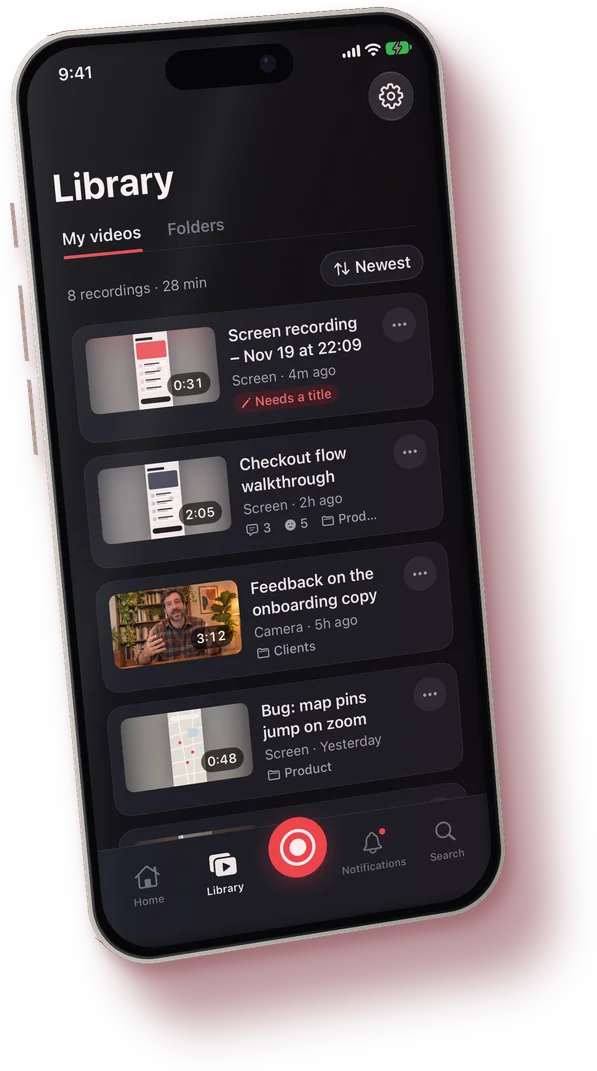 9:41
Library
My videos
Folders
8 recordings · 28 min
Newest
Screen recording
– Nov 19 at 22:09
Screen · 4m ago
Needs a title
0:31
Checkout flow
walkthrough
Screen · 2h ago
3
5
Prod...
2:05
Feedback on the
onboarding copy
Camera · 5h ago
Clients
3:12
Bug: map pins
jump on zoom
Screen · Yesterday
Product
0:48
Home
Library
Notifications
Search